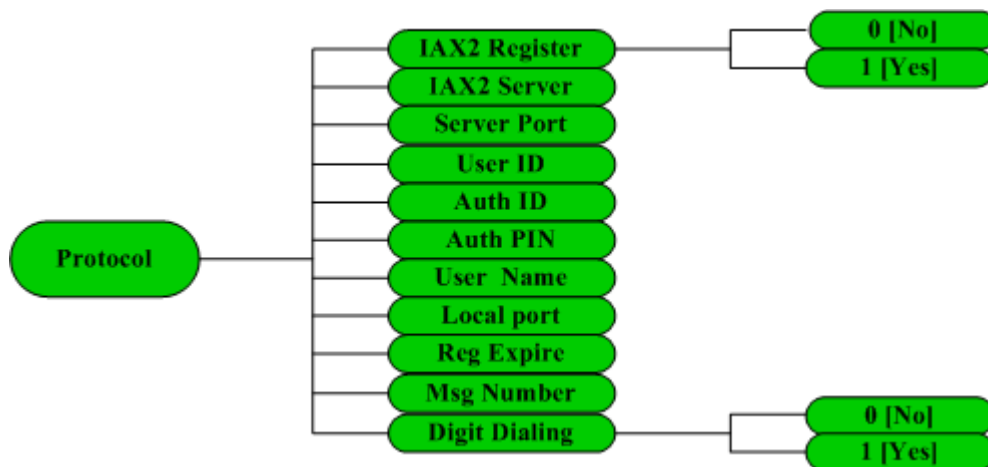 Protocol
IAX2 Register
0 [No]
1 [Yes]
IAX2 Server
Server Port
User ID
Auth ID
Auth PIN
User Name
Local port
Reg Expire
Msg Number
Digit Dialing
0 [No]
1 [Yes]